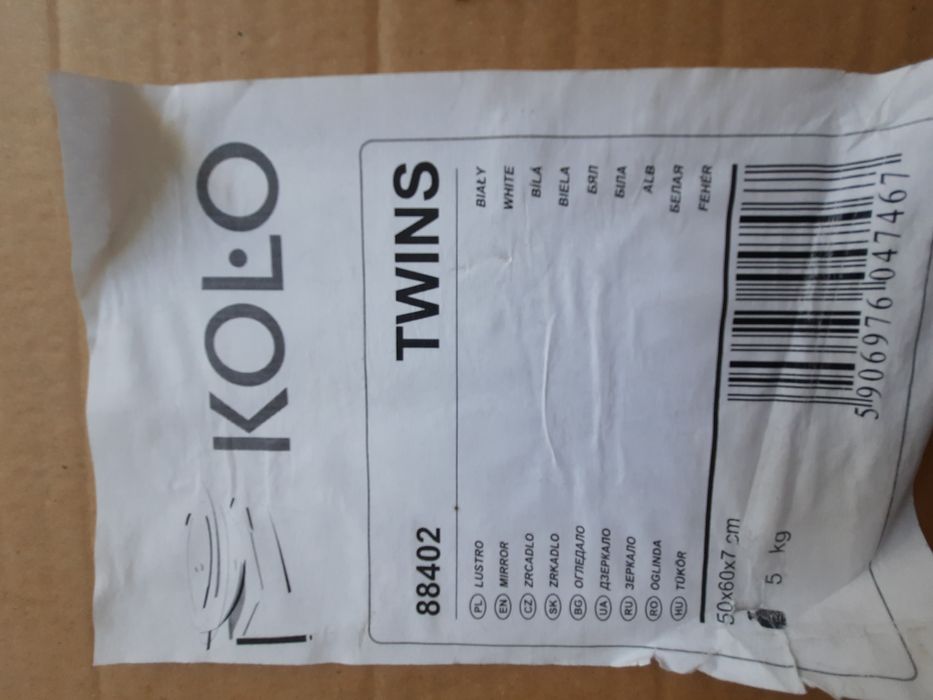 KOŁO
88402 TWINS
PL LUSTRO BIAŁY
EN MIRROR WHITE
CZ ZRCADLO BÍLÁ
SK ZRKADLO BIELA
BG ОГЛЕДАЛО БЯЛ
UA ДЗЕРКАЛО БІЛА
RU ЗЕРКАЛО БЕЛАЯ
RO OGLINDA ALB
HU TÜKÖR FEHÉR
50x60x7 cm
5 kg
5906976047467